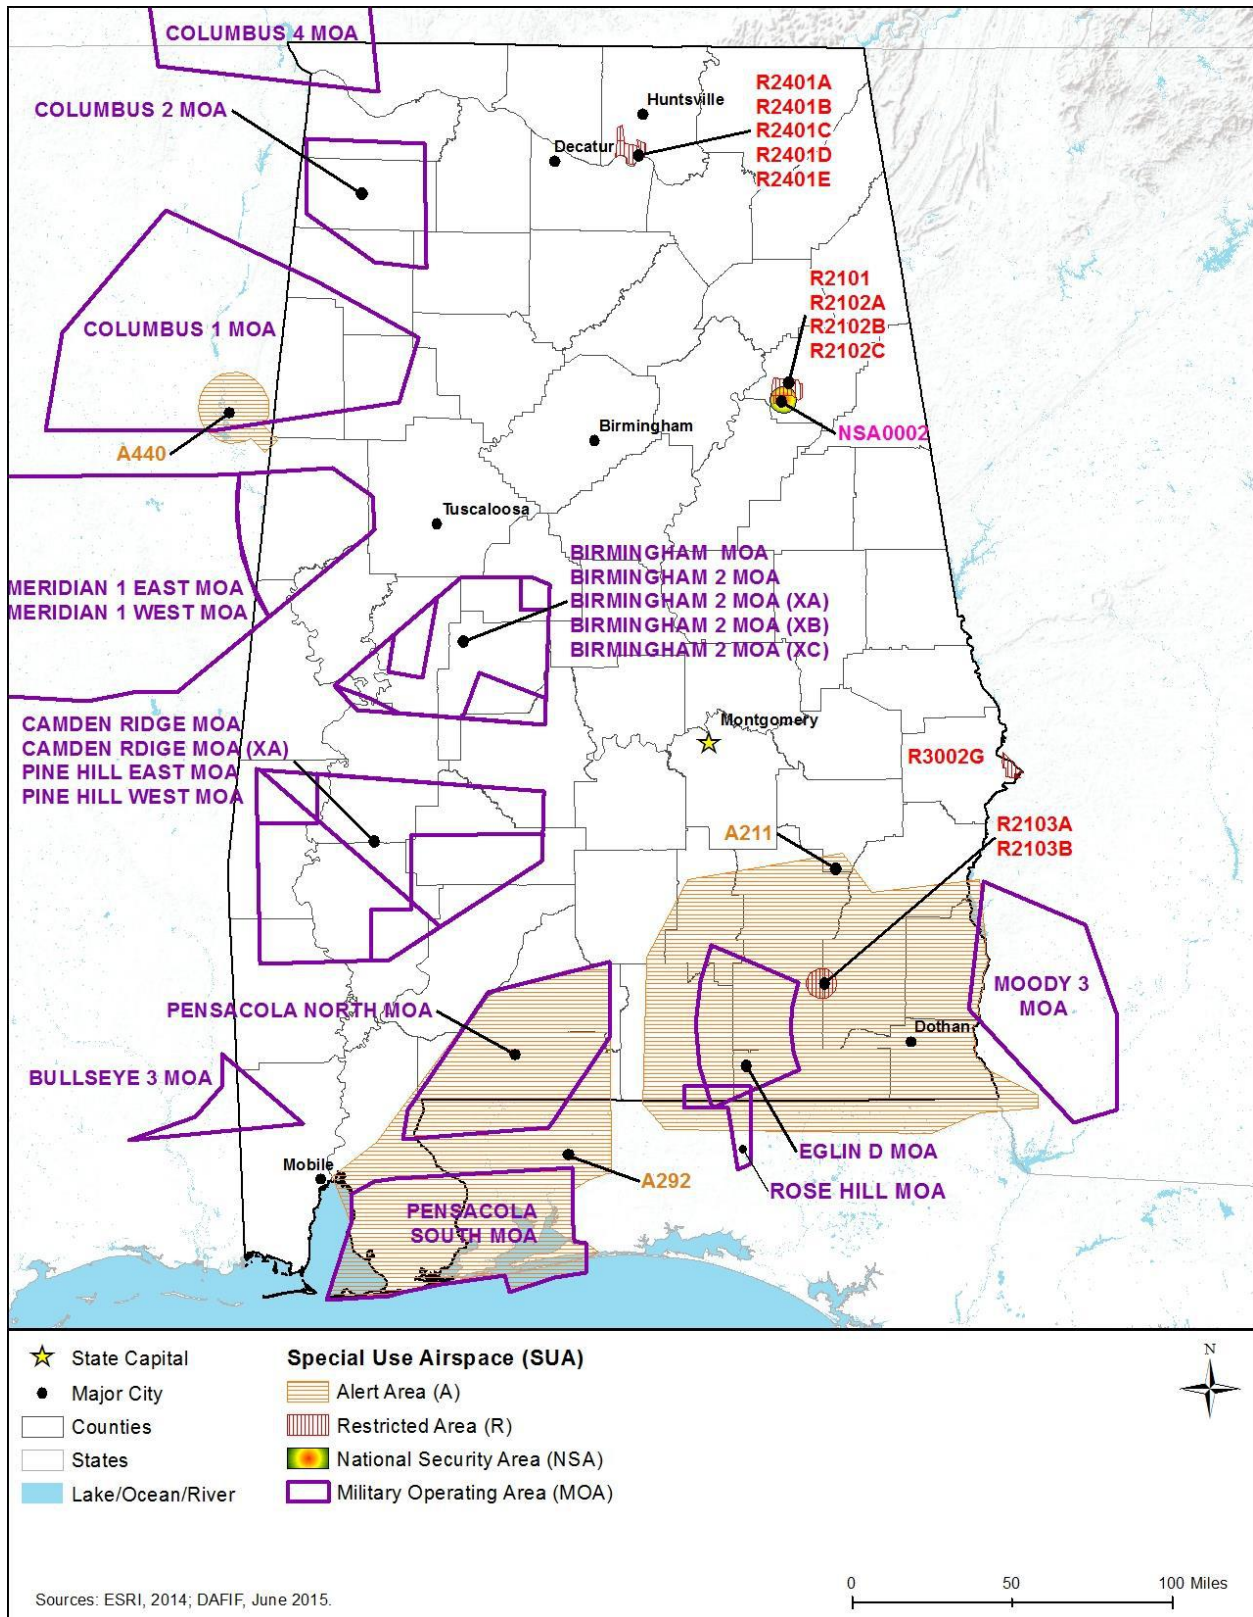 COLUMBUS 4 MOA
COLUMBUS 2 MOA
Huntsville
Decatur
R2401A
R2401B
R2401C
R2401D
R2401E
COLUMBUS 1 MOA
R2101
R2102A
R2102B
R2102C
A440
Birmingham
NSA0002
Tuscaloosa
MERIDIAN 1 EAST MOA
MERIDIAN 1 WEST MOA
BIRMINGHAM MOA
BIRMINGHAM 2 MOA
BIRMINGHAM 2 MOA (XA)
BIRMINGHAM 2 MOA (XB)
BIRMINGHAM 2 MOA (XC)
CAMDEN RIDGE MOA
CAMDEN RDIGE MOA (XA)
PINE HILL EAST MOA
PINE HILL WEST MOA
Montgomery
R3002G
A211
R2103A
R2103B
PENSACOLA NORTH MOA
MOODY 3
MOA
Dothan
BULLSEYE 3 MOA
EGLIN D MOA
Mobile
A292
ROSE HILL MOA
PENSACOLA
SOUTH MOA
State Capital
Major City
Counties
States
Lake/Ocean/River
Special Use Airspace (SUA)
Alert Area (A)
Restricted Area (R)
National Security Area (NSA)
Military Operating Area (MOA)
N
Sources: ESRI, 2014; DAFIF, June 2015.
0 50 100 Miles